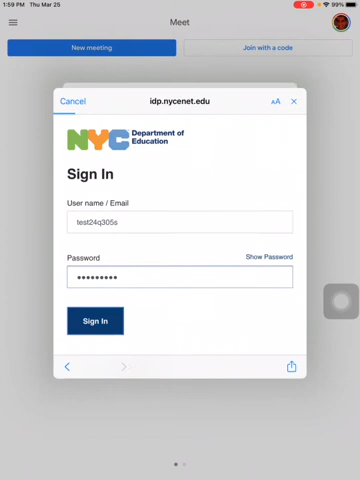 1:59 PM Thu Mar 25
99%
Meet
New meeting
Join with a code
Cancel
idp.nycenet.edu
AA
NYC Department of
Education
Sign In
User name / Email
test24q305s
Password
Show Password
Sign In